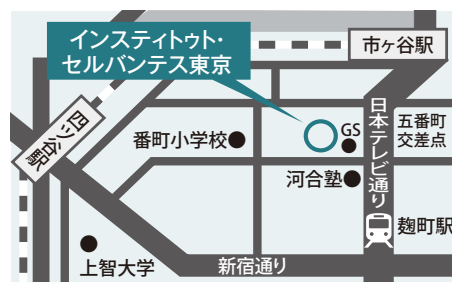 インスティトゥト・
セルバンテス東京
市ヶ谷駅
四ツ谷駅
番町小学校
GS
日本テレビ通り
五番町
交差点
河合塾
麹町駅
上智大学
新宿通り